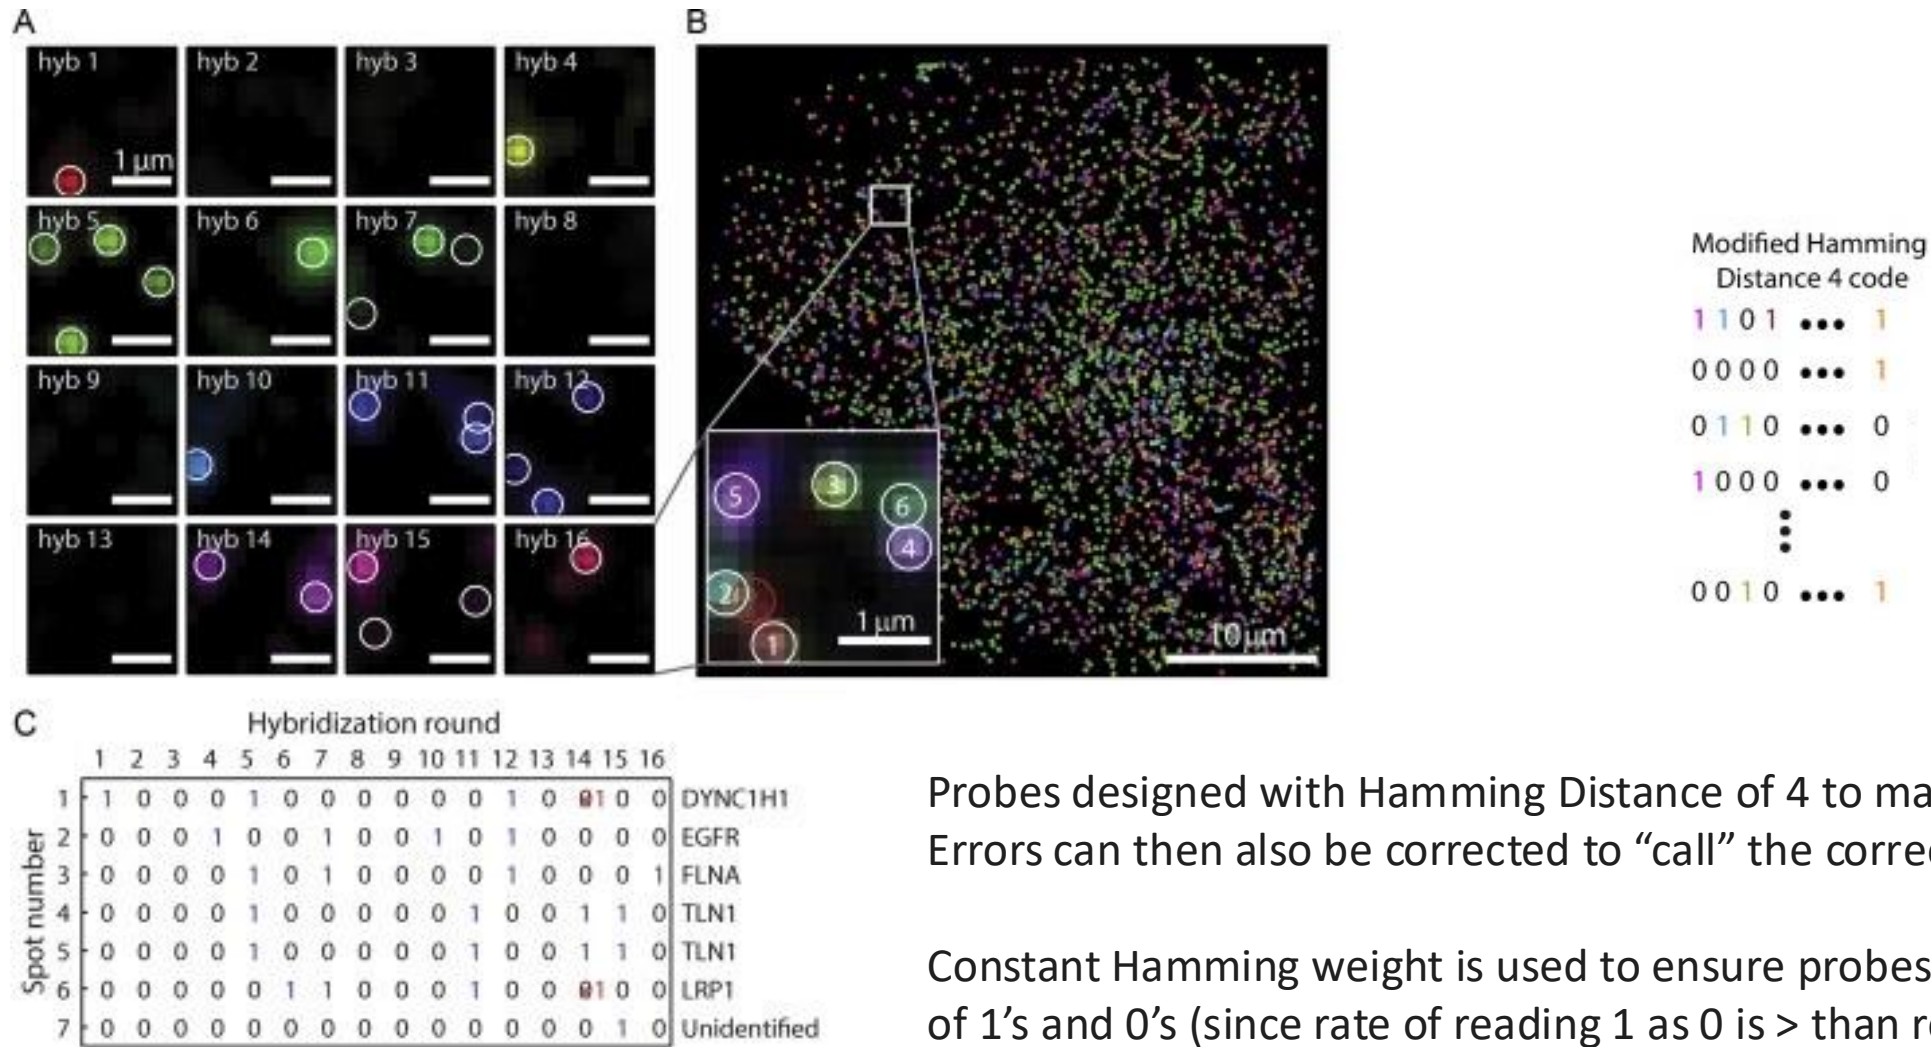 A
B
hyb 1
hyb 2
hyb 3
hyb 4
1 µm
hyb 5
hyb 6
hyb 7
hyb 8
hyb 9
hyb 10
hyb 11
hyb 12
hyb 13
hyb 14
hyb 15
hyb 16
5
3
6
4
2
1
1 µm
10 µm
Modified Hamming
Distance 4 code
1 1 0 1 ••• 1
0 0 0 0 ••• 1
0 1 1 0 ••• 0
1 0 0 0 ••• 0
0 0 1 0 ••• 1
C
Hybridization round
1 2 3 4 5 6 7 8 9 10 11 12 13 14 15 16
Spot number
1 1 0 0 0 1 0 0 0 0 0 0 1 0 1 0 0 DYNC1H1
2 0 0 0 1 0 0 1 0 0 1 0 1 0 0 0 0 EGFR
3 0 0 0 0 1 0 1 0 0 0 0 1 0 0 0 1 FLNA
4 0 0 0 0 1 0 0 0 0 0 1 0 0 1 1 0 TLN1
5 0 0 0 0 1 0 0 0 0 0 1 0 0 1 1 0 TLN1
6 0 0 0 0 0 1 1 0 0 0 1 0 0 1 0 0 LRP1
7 0 0 0 0 0 0 0 0 0 0 0 0 0 0 1 0 Unidentified
Probes designed with Hamming Distance of 4 to ma
Errors can then also be corrected to “call” the correc
Constant Hamming weight is used to ensure probes
of 1’s and 0’s (since rate of reading 1 as 0 is > than re